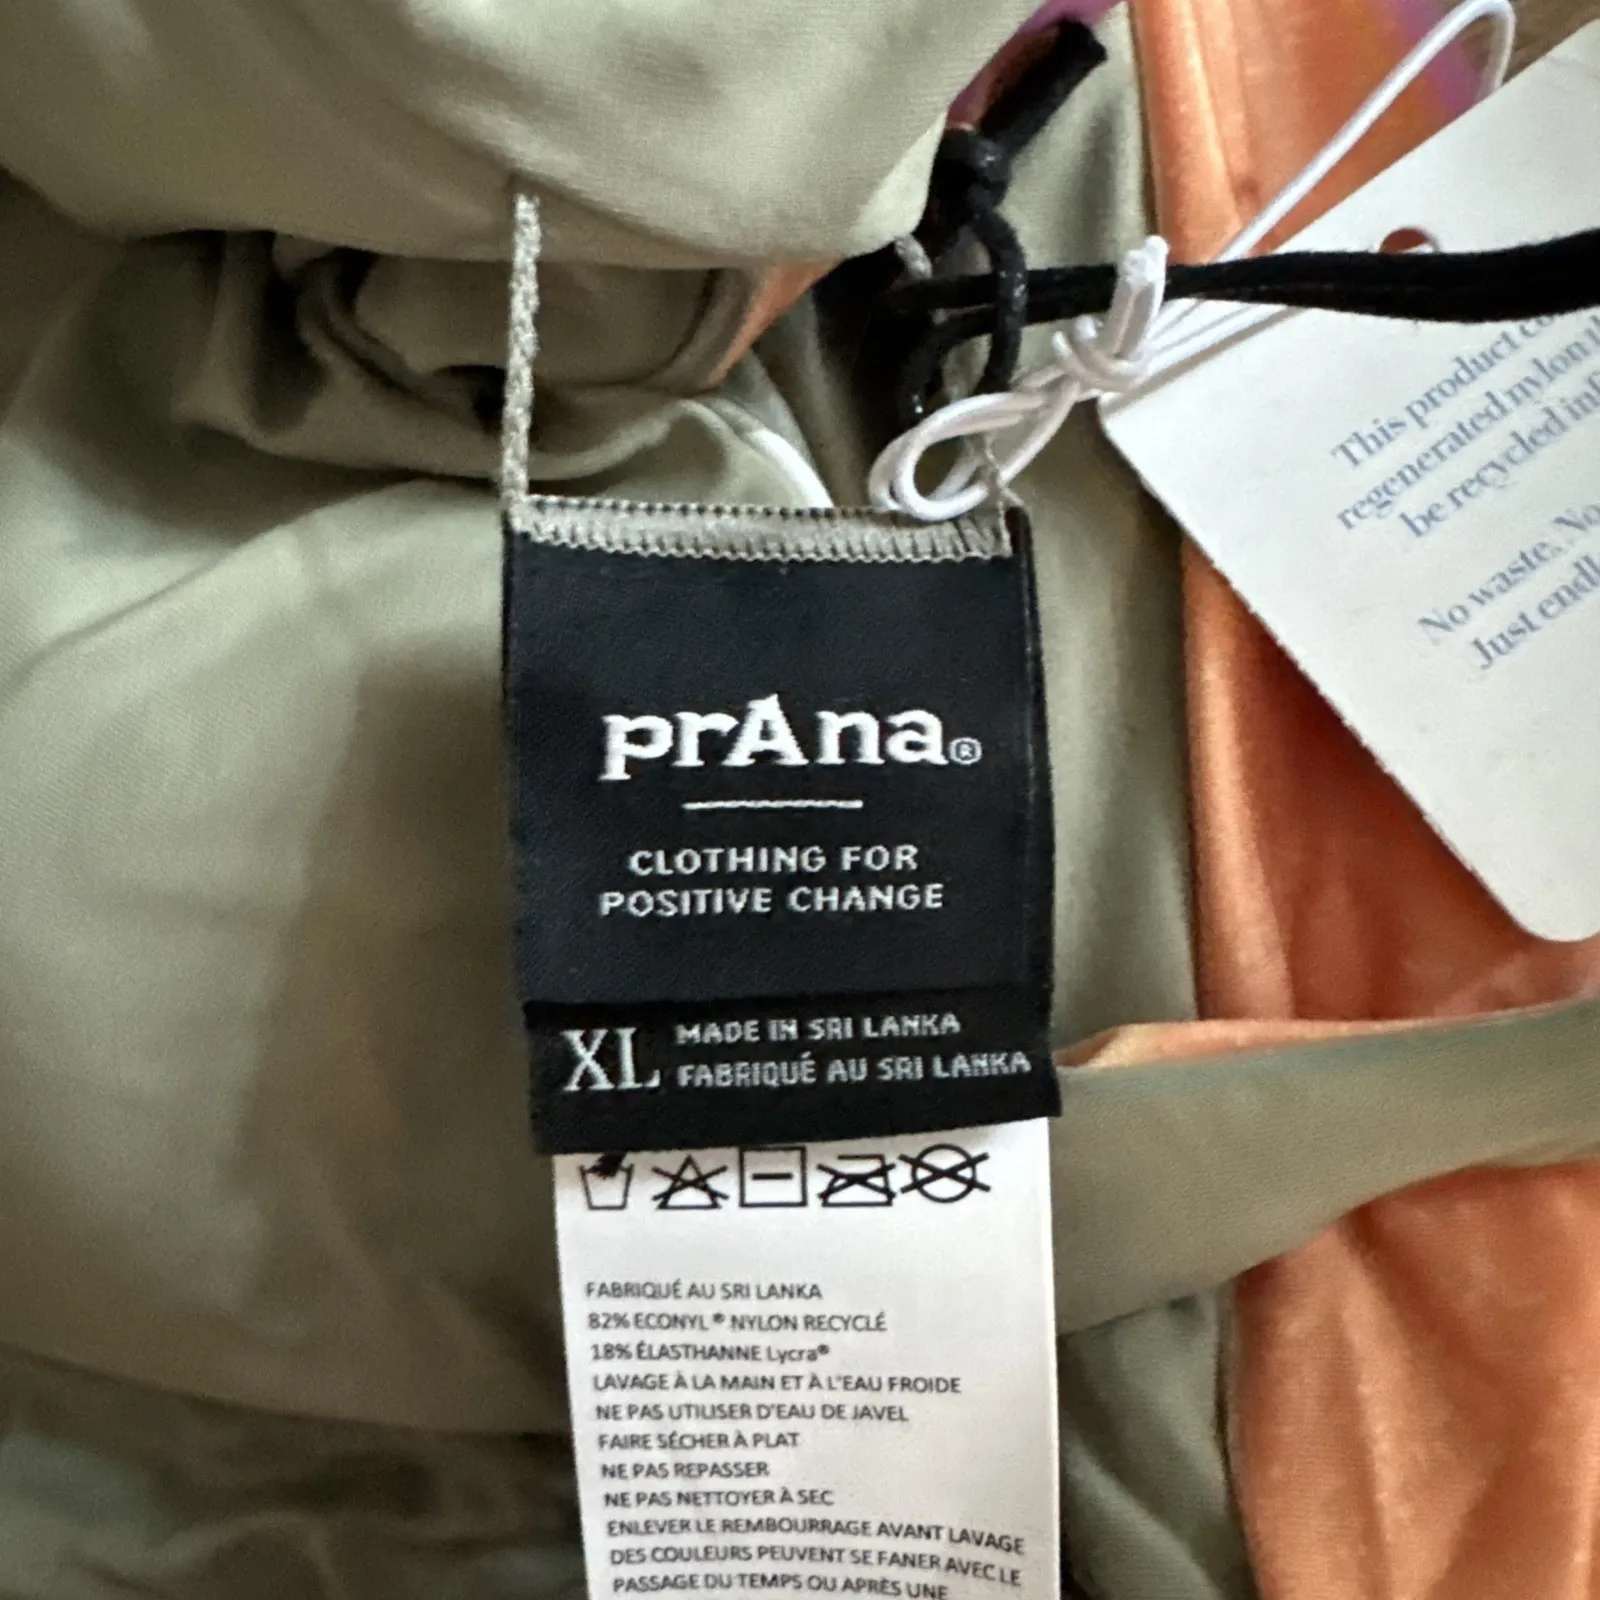 prAna®
CLOTHING FOR
POSITIVE CHANGE
XL MADE IN SRI LANKA
FABRIQUÉ AU SRI LANKA
FABRIQUÉ AU SRI LANKA
82% ECONYL® NYLON RECYCLÉ
18% ÉLASTHANNE Lycra®
LAVAGE À LA MAIN ET À L'EAU FROIDE
NE PAS UTILISER D'EAU DE JAVEL
FAIRE SÉCHER À PLAT
NE PAS REPASSER
NE PAS NETTOYER À SEC
ENLEVER LE REMBOURRAGE AVANT LAVAGE
DES COULEURS PEUVENT SE FANER AVEC LE
PASSAGE DU TEMPS OU APRÈS UNE
This product
regenerated nylon
be recycled
No waste.
Just